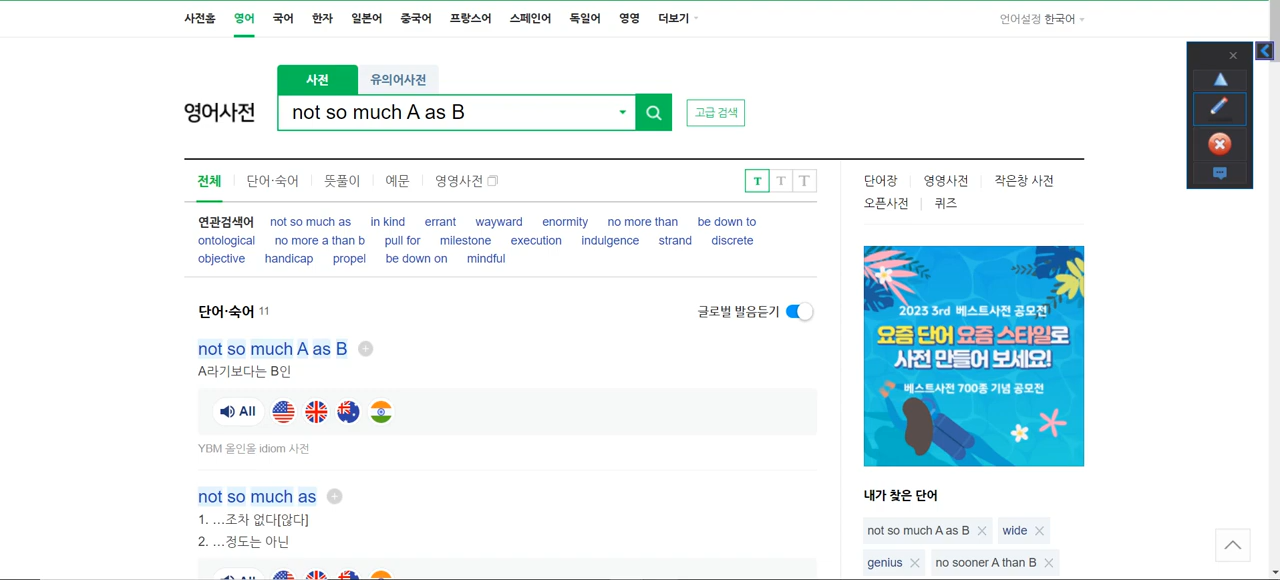 사전홈 영어 국어 한자 일본어 중국어 프랑스어 스페인어 독일어 영영 더보기 언어설정 한국어
사전 유의어사전
영어사전 not so much A as B 고급 검색
전체 단어·숙어 뜻풀이 예문 영영사전 T T T
연관검색어 not so much as in kind errant wayward enormity no more than be down to
ontological no more a than b pull for milestone execution indulgence strand discrete
objective handicap propel be down on mindful
단어·숙어 11 글로벌 발음듣기
not so much A as B
A라기보다는 B인
All
YBM 올인올 idiom 사전
not so much as
1. …조차 없다[않다]
2. …정도는 아닌
All
단어장 영영사전 작은창 사전
오픈사전 퀴즈
2023 3rd 베스트사전 공모전
요즘 단어 요즘 스타일로
사전 만들어 보세요!
베스트사전 700종 기념 공모전
내가 찾은 단어
not so much A as B wide
genius no sooner A than B